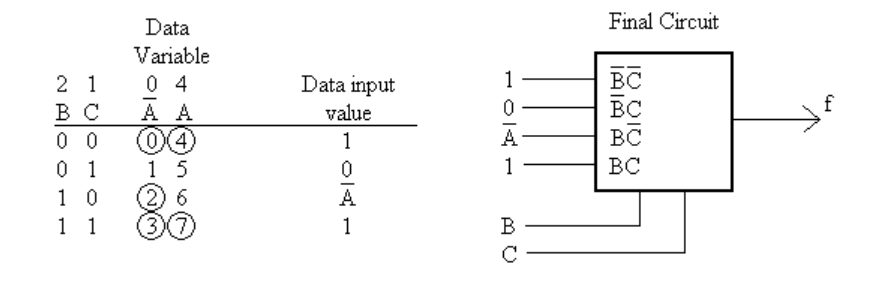 Data
Variable
2 1 0 4 Data input
B C A̅ A value
0 0 0 4 1
0 1 1 5 0
1 0 2 6 A̅
1 1 3 7 1
Final Circuit
1 B̅C̅
0 B̅C
A̅ BC̅
1 BC
f
B
C